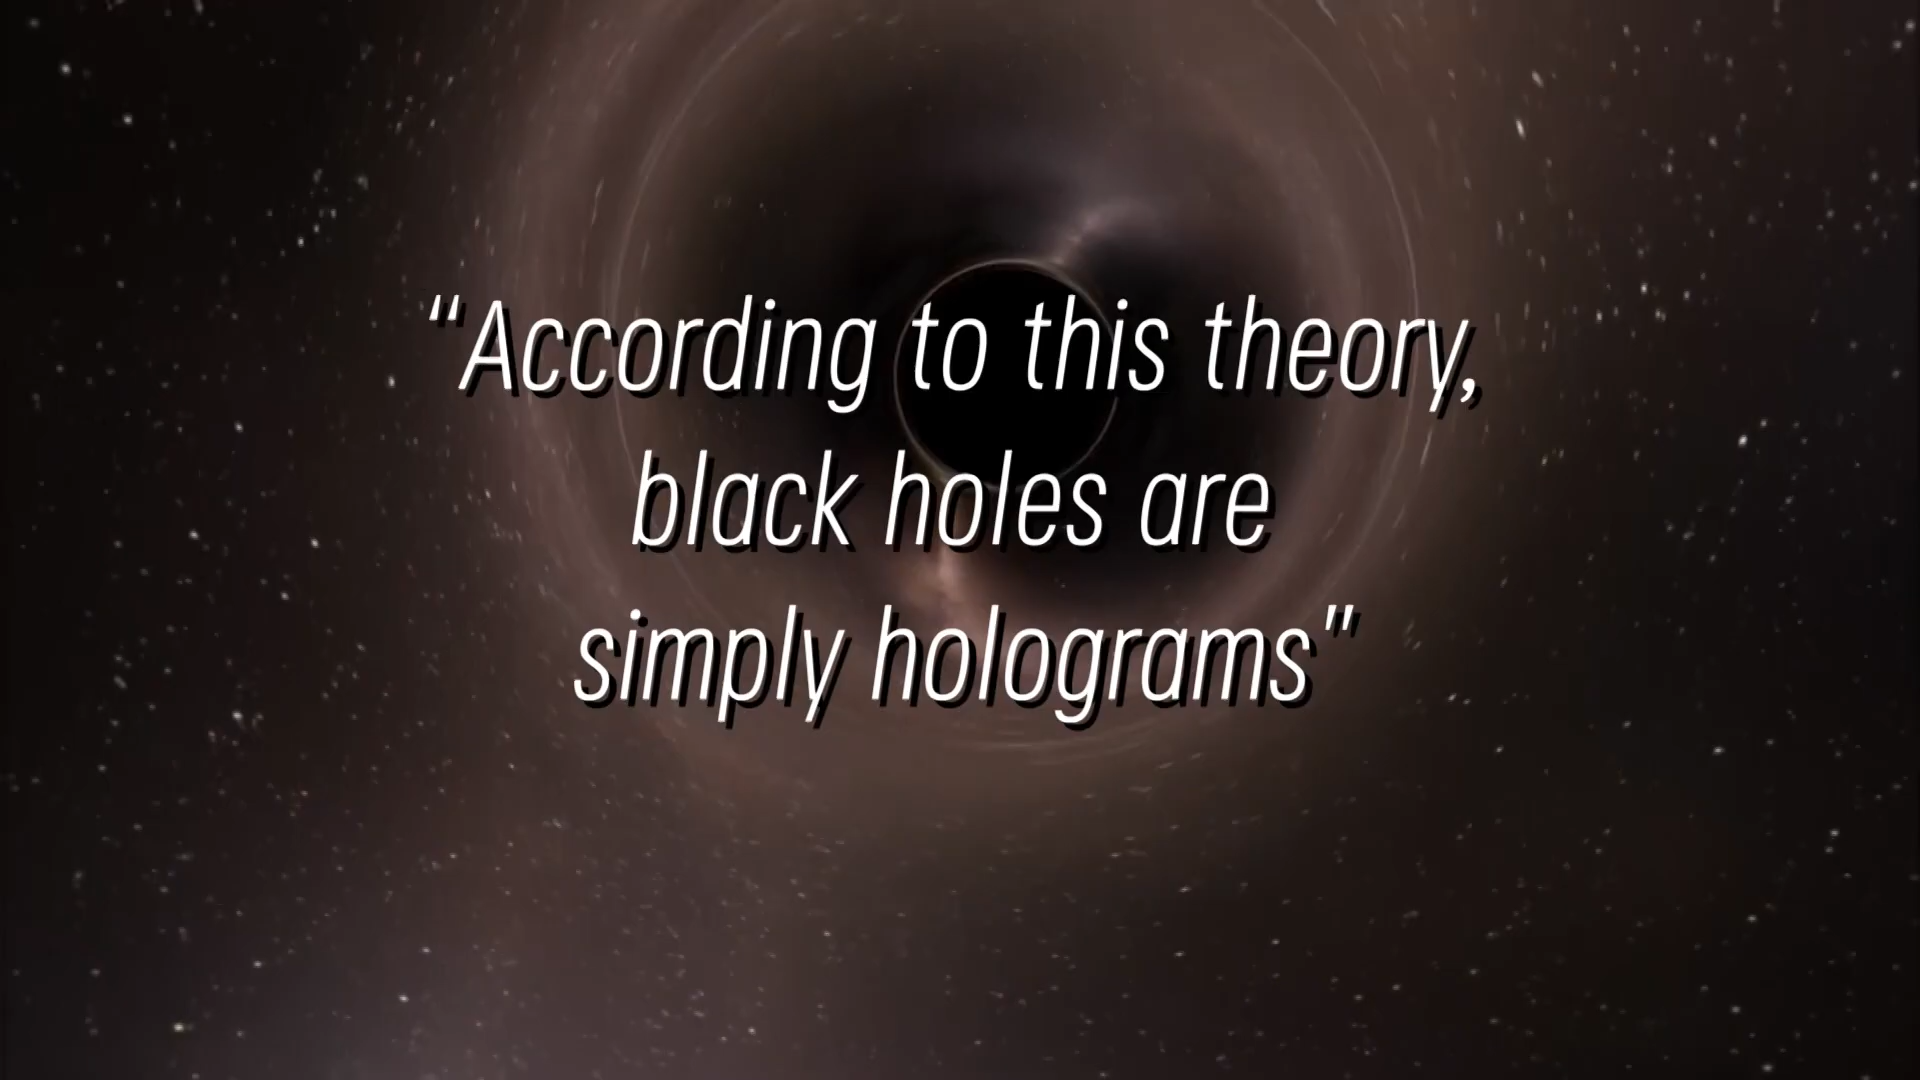 “According to this theory,
black holes are
simply holograms”